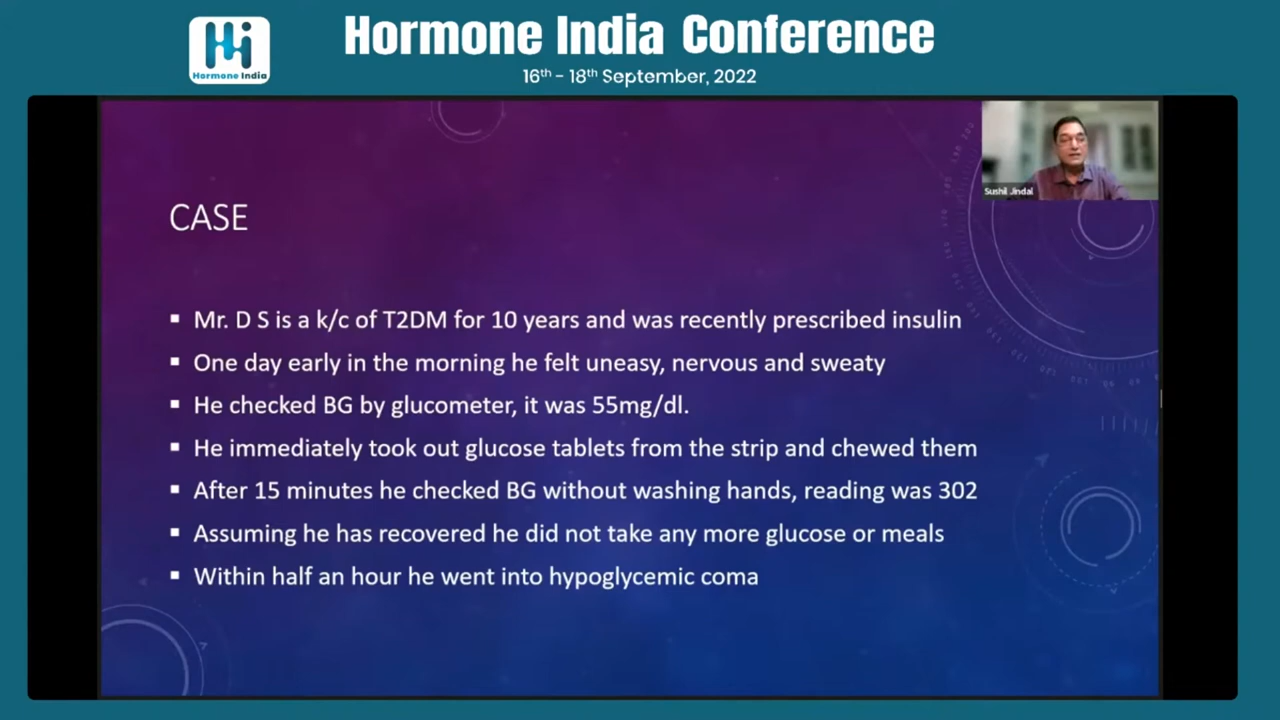 Hormone India Conference
16th - 18th September, 2022
Hi
Hormone India
Sushil Jindal
CASE
▪ Mr. D S is a k/c of T2DM for 10 years and was recently prescribed insulin
▪ One day early in the morning he felt uneasy, nervous and sweaty
▪ He checked BG by glucometer, it was 55mg/dl.
▪ He immediately took out glucose tablets from the strip and chewed them
▪ After 15 minutes he checked BG without washing hands, reading was 302
▪ Assuming he has recovered he did not take any more glucose or meals
▪ Within half an hour he went into hypoglycemic coma